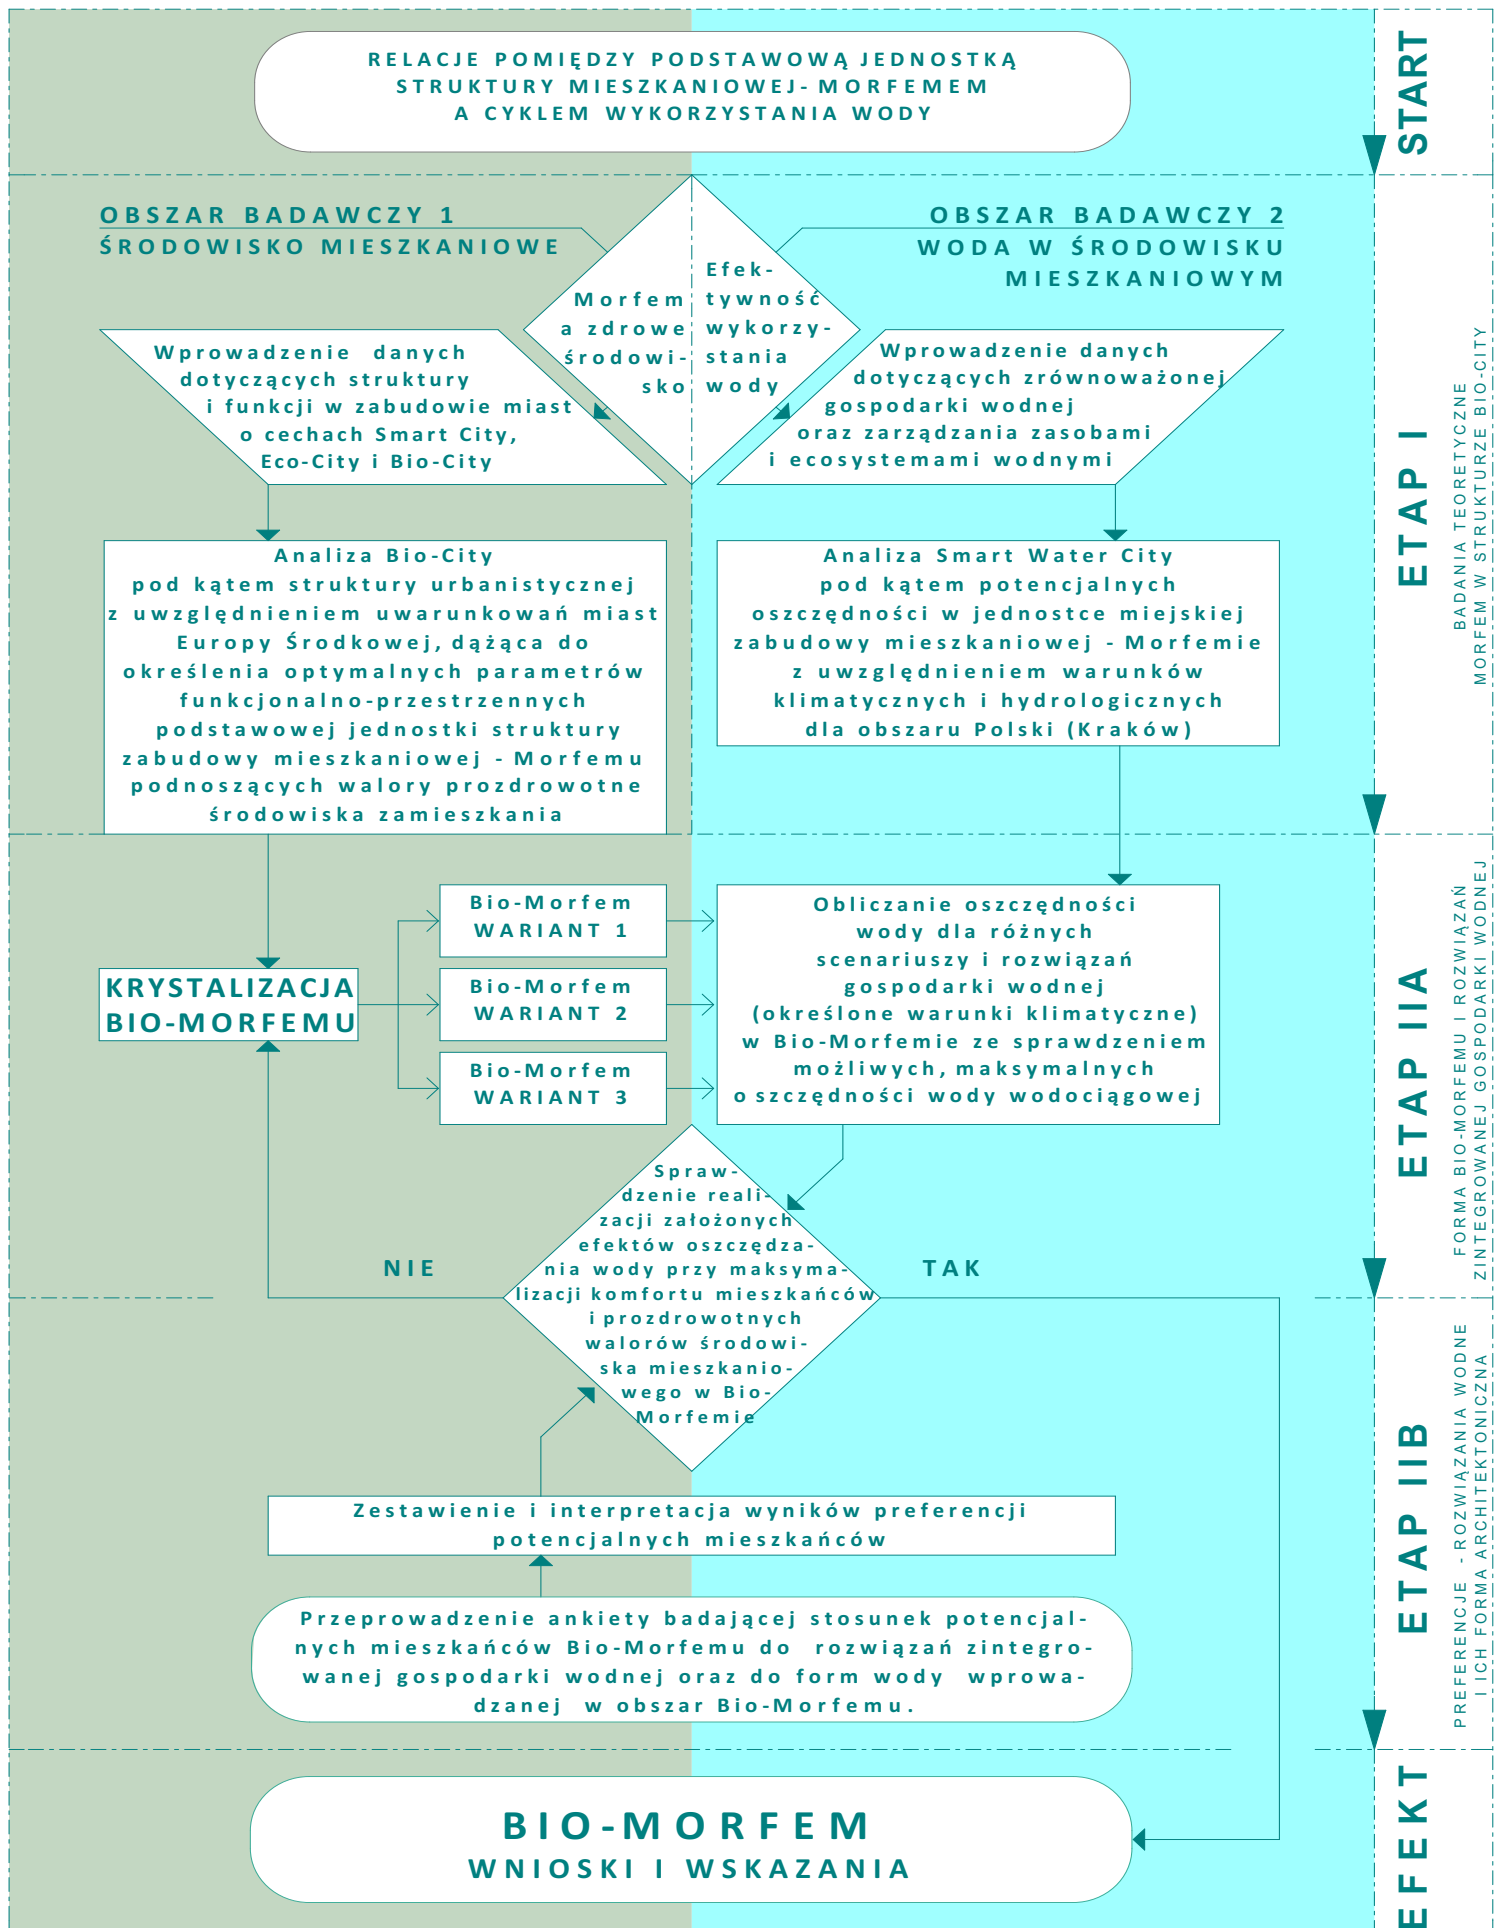 RELACJE POMIĘDZY PODSTAWOWĄ JEDNOSTKĄ
STRUKTURY MIESZKANIOWEJ- MORFEMEM
A CYKLEM WYKORZYSTANIA WODY
START
OBSZAR BADAWCZY 1
ŚRODOWISKO MIESZKANIOWE
OBSZAR BADAWCZY 2
WODA W ŚRODOWISKU
MIESZKANIOWYM
Morfem
a zdrowe
środowi-
sko
Efek-
tywność
wykorzy-
stania
wody
Wprowadzenie danych
dotyczących struktury
i funkcji w zabudowie miast
o cechach Smart City,
Eco-City i Bio-City
Wprowadzenie danych
dotyczących zrównoważonej
gospodarki wodnej
oraz zarządzania zasobami
i ecosystemami wodnymi
Analiza Bio-City
pod kątem struktury urbanistycznej
z uwzględnieniem uwarunkowań miast
Europy Środkowej, dążąca do
określenia optymalnych parametrów
funkcjonalno-przestrzennych
podstawowej jednostki struktury
zabudowy mieszkaniowej - Morfemu
podnoszących walory prozdrowotne
środowiska zamieszkania
Analiza Smart Water City
pod kątem potencjalnych
oszczędności w jednostce miejskiej
zabudowy mieszkaniowej - Morfemie
z uwzględnieniem warunków
klimatycznych i hydrologicznych
dla obszaru Polski (Kraków)
ETAP I
BADANIA TEORETYCZNE
MORFEM W STRUKTURZE BIO-CITY
KRYSTALIZACJA
BIO-MORFEMU
Bio-Morfem
WARIANT 1
Bio-Morfem
WARIANT 2
Bio-Morfem
WARIANT 3
Obliczanie oszczędności
wody dla różnych
scenariuszy i rozwiązań
gospodarki wodnej
(określone warunki klimatyczne)
w Bio-Morfemie ze sprawdzeniem
możliwych, maksymalnych
oszczędności wody wodociągowej
ETAP IIA
FORMA BIO-MORFEMU I ROZWIĄZAŃ
ZINTEGROWANEJ GOSPODARKI WODNEJ
Spraw-
dzenie reali-
zacji założonych
efektów oszczędza-
nia wody przy maksyma-
lizacji komfortu mieszkańców
i prozdrowotnych
walorów środowi-
ska mieszkanio-
wego w Bio-
Morfemie
NIE
TAK
Zestawienie i interpretacja wyników preferencji
potencjalnych mieszkańców
Przeprowadzenie ankiety badającej stosunek potencjal-
nych mieszkańców Bio-Morfemu do rozwiązań zintegro-
wanej gospodarki wodnej oraz do form wody wprowa-
dzanej w obszar Bio-Morfemu.
ETAP IIB
PREFERENCJE - ROZWIĄZANIA WODNE
I ICH FORMA ARCHITEKTONICZNA
BIO-MORFEM
WNIOSKI I WSKAZANIA
EFEKT